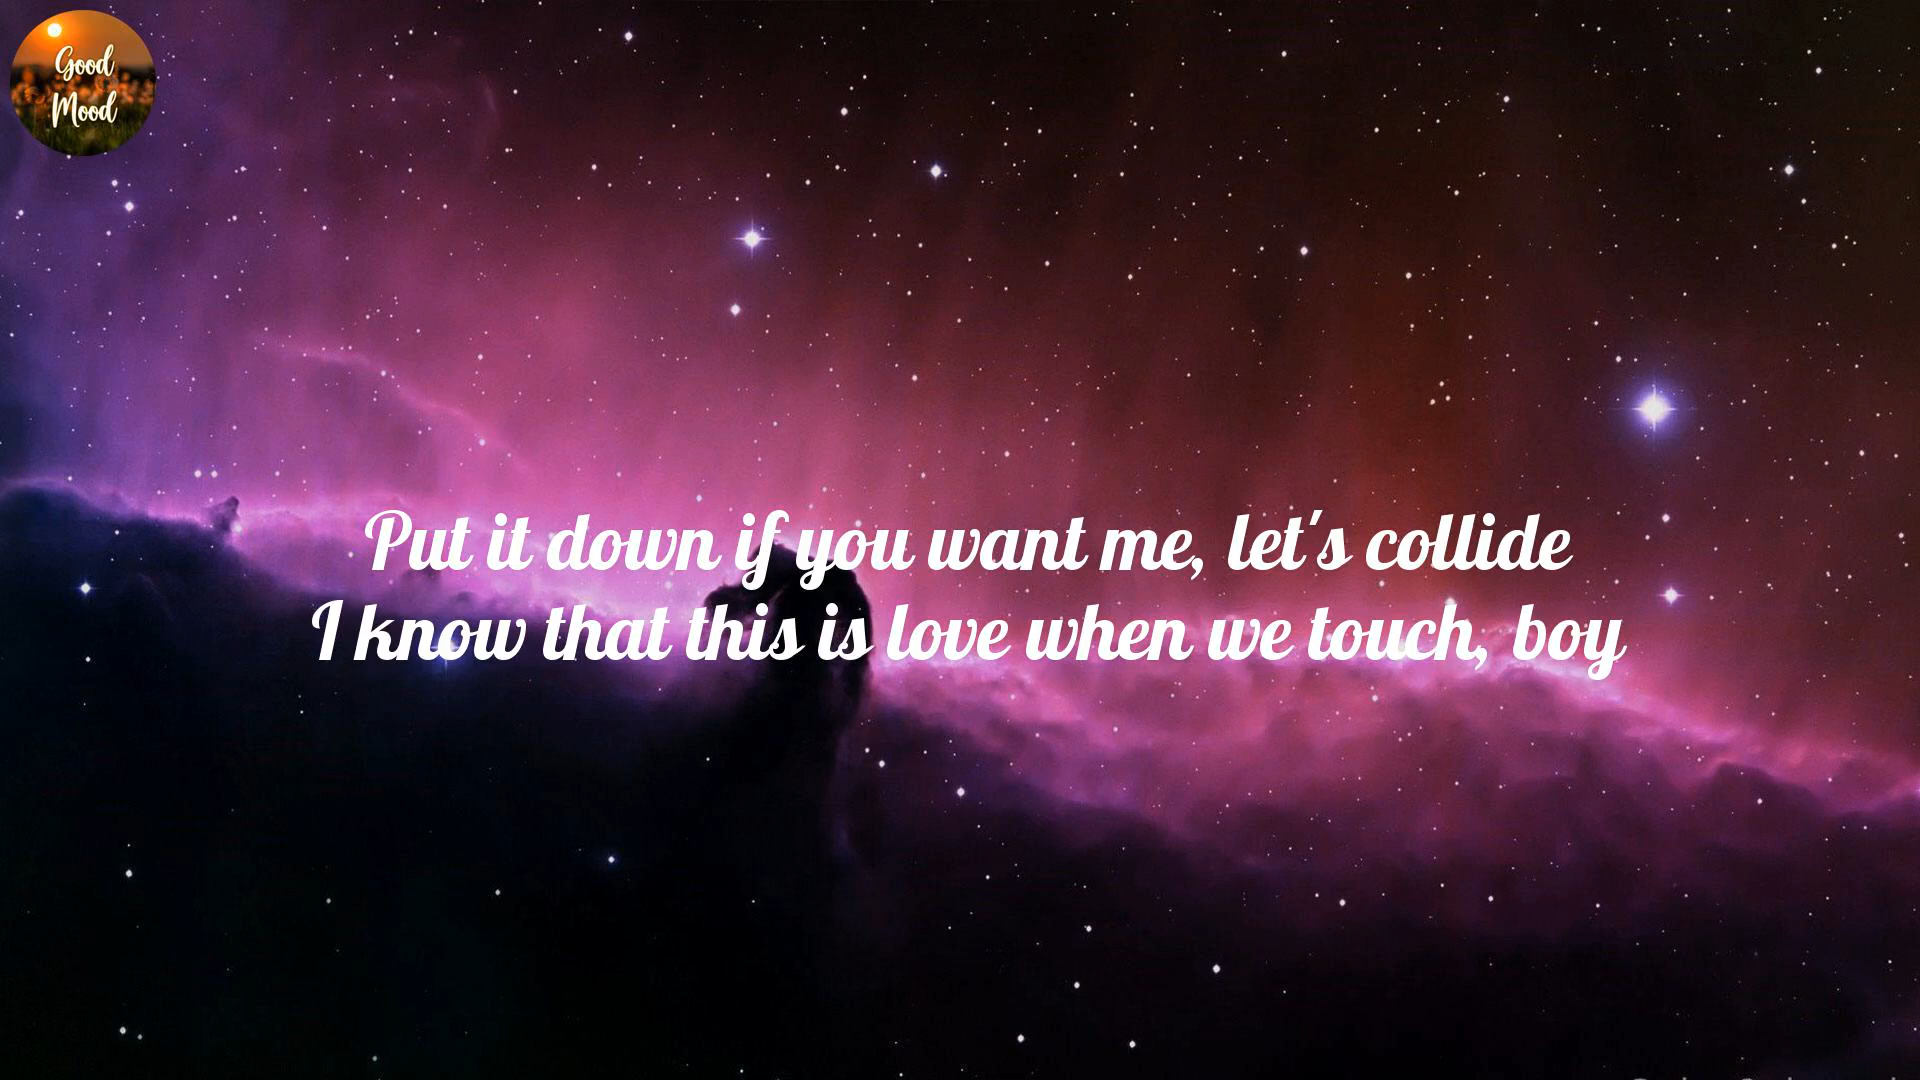 Good
Mood
Put it down if you want me, let's collide
I know that this is love when we touch, boy